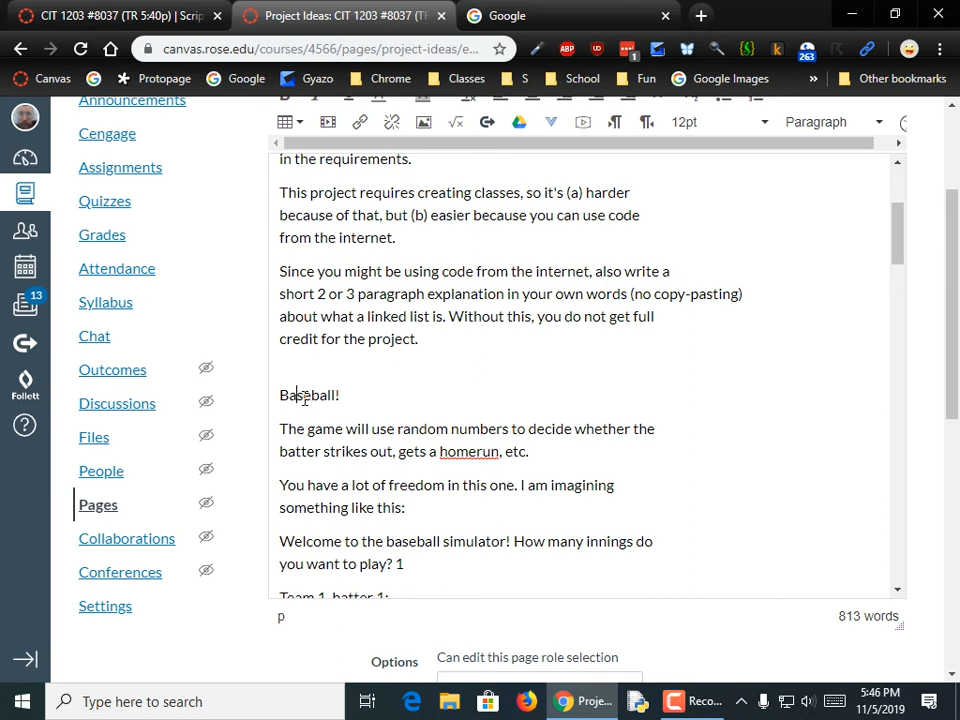 CIT 1203 #8037 (TR 5:40p) | Scrip
Project Ideas: CIT 1203 #8037 (TF
Google
canvas.rose.edu/courses/4566/pages/project-ideas/e...
ABP
1
263
Canvas
Protopage
Google
Gyazo
Chrome
Classes
S
School
Fun
Google Images
»
Other bookmarks
Announcements
Cengage
Assignments
Quizzes
Grades
Attendance
Syllabus
Chat
Outcomes
Discussions
Files
People
Pages
Collaborations
Conferences
Settings
13
Follett
12pt
Paragraph
in the requirements.
This project requires creating classes, so it's (a) harder
because of that, but (b) easier because you can use code
from the internet.
Since you might be using code from the internet, also write a
short 2 or 3 paragraph explanation in your own words (no copy-pasting)
about what a linked list is. Without this, you do not get full
credit for the project.
Baseball!
The game will use random numbers to decide whether the
batter strikes out, gets a homerun, etc.
You have a lot of freedom in this one. I am imagining
something like this:
Welcome to the baseball simulator! How many innings do
you want to play? 1
Team 1, batter 1:
p
813 words
Options
Can edit this page role selection
Type here to search
Proje...
Reco...
5:46 PM
11/5/2019